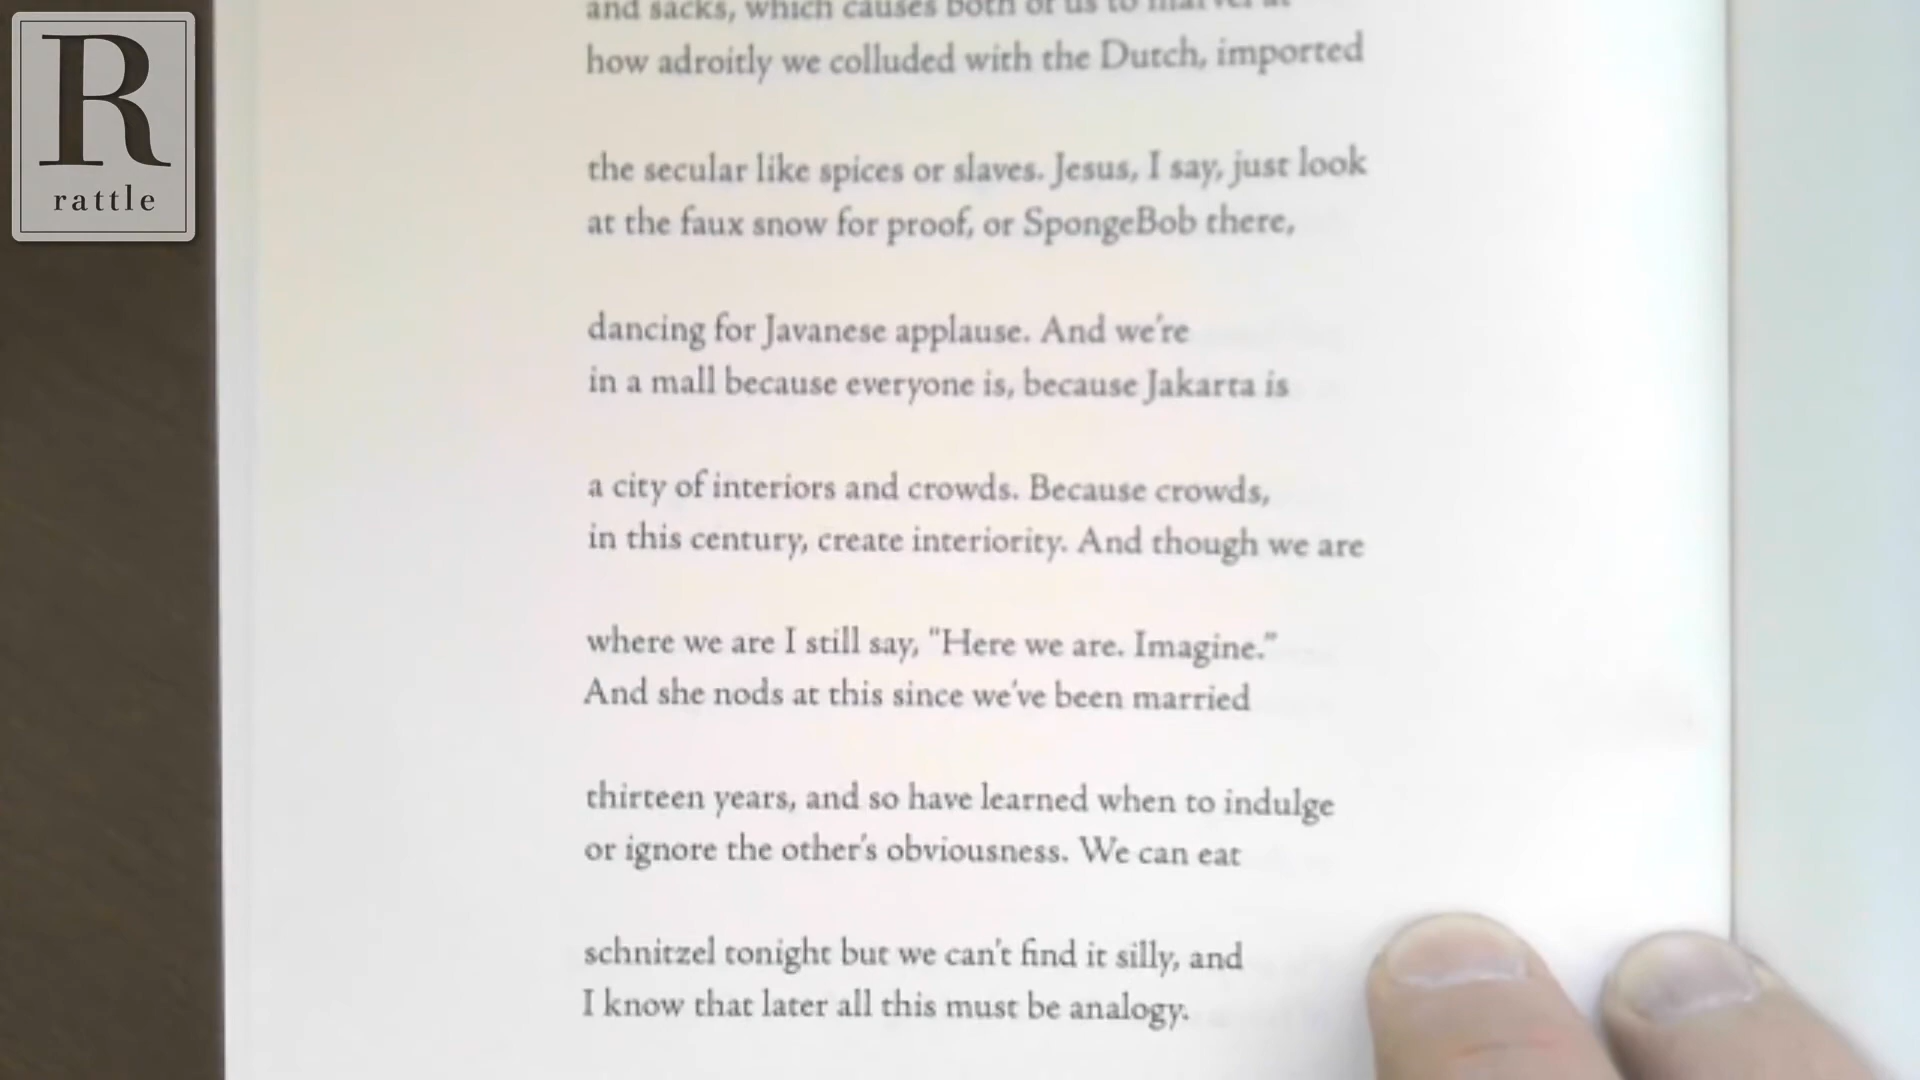 R
rattle
and sacks, which causes both of us to marvel at
how adroitly we colluded with the Dutch, imported
the secular like spices or slaves. Jesus, I say, just look
at the faux snow for proof, or SpongeBob there,
dancing for Javanese applause. And we're
in a mall because everyone is, because Jakarta is
a city of interiors and crowds. Because crowds,
in this century, create interiority. And though we are
where we are I still say, "Here we are. Imagine."
And she nods at this since we've been married
thirteen years, and so have learned when to indulge
or ignore the other's obviousness. We can eat
schnitzel tonight but we can't find it silly, and
I know that later all this must be analogy.